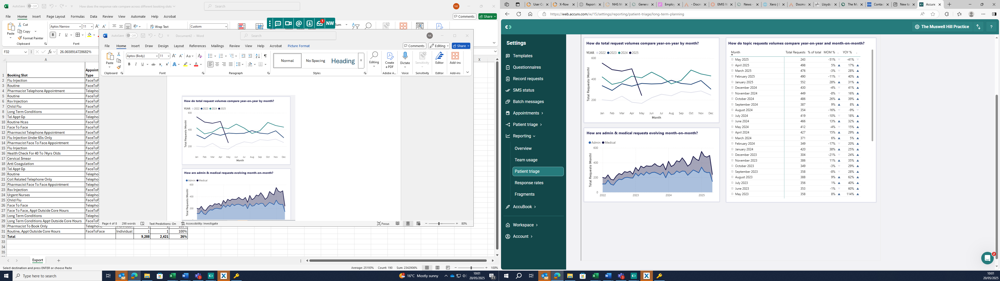 AutoSave Off How does the response rate compare across different booking slots Search NK
File Home Insert Page Layout Formulas Data Review View Automate Help Acrobat Comments Share
Paste Cut Copy Format Painter Aptos Narrow 11 Wrap Text Custom Sum
Clipboard Font
F32 26.0658914728682%
A X
1 Booking Slot Type
2 Flu Injection FaceToF
3 Routine FaceToF
4 Pharmacist Telephone Appointment Telepho
5 Routine FaceToF
6 Rsv Injection FaceToF
7 Child Flu FaceToF
8 Long Term Conditions FaceToF
9 Tel Appt Gp Telepho
10 Routine Hcas FaceToF
11 Face To Face FaceToF
12 Pharmacist Telephone Appointment FaceToF
13 Flu Injection Under 65s Only FaceToF
14 Pharmacist Face To Face Appointment FaceToF
15 Flu Injection FaceToF
16 Health Check For 40 To 74yrs Olds FaceToF
17 Cervical Smear FaceToF
18 Anti Coagulation FaceToF
19 Tel Appt Gp FaceToF
20 Routine Telepho
21 Coil Related Telephone Only Telepho
22 Pharmacist Face To Face Appointment Telepho
23 Rsv Injection FaceToF
24 Urgent Nurses Telepho
25 Child Flu FaceToF
26 Face To Face Telepho
27 Face To Face, Appt Outside Core Hours FaceToF
28 Long Term Conditions Telepho
29 Long Term Conditions Appt Outside Core Hours FaceToF
30 Pharmacist To Book Only Telephone Individual 1 1 100%
31 Routine, Appt Outside Core Hours FaceToFace Individual 1 1 100%
32 Total 9,288 2,421 26%
33
34
35
Export
Select destination and press ENTER or choose Paste Average: 25193% Count: 190 Sum: 2342906% 100%
1 NW
AutoSave Off Document2 - Word Search NK
File Home Insert Draw Design Layout References Mailings Review View Help Acrobat Picture Format Comments Editing Share
Paste Aptos (Body) 11 Normal No Spacing Heading Editing Create a PDF Dictate Sensitivity Editor Add-ins
Clipboard Font Paragraph Styles Adobe A... Voice Sensitivity Editor Add-ins
How do total request volumes compare year-on-year by month?
YEAR 2022 2023 2024 2025
Total Requests (Month)
600
400
200
Jan Feb Mar Apr May Jun Jul Aug Sep Oct Nov Dec
Month
How are admin & medical requests evolving month-on-month?
Admin Medical
Total Requests (Month)
600
400
200
Page 4 of 8 298 words Text Predictions: On Accessibility: Investigate Focus 80%
Type here to search 16°C Mostly sunny 10:01 20/05/2025 23
User Co X-flow Reports NHS M General Employ - Docm EMIS W News - Xero | E Docma Lloyds The Mu Contac New tab Accurx
https://web.accurx.com/w/15/settings/reporting/patient-triage/long-term-planning
The Muswell Hill Practice ?
Settings
Templates
Questionnaires
Record requests
SMS status
Batch messages
Appointments
Patient triage
Reporting
Overview
Team usage
Patient triage
Response rates
Fragments
AccuBook
Workspace
Account
How do total request volumes compare year-on-year by month?
YEAR 2022 2023 2024 2025
Total Requests (Month)
600
400
200
Jan Feb Mar Apr May Jun Jul Aug Sep Oct Nov Dec
Month
How are admin & medical requests evolving month-on-month?
Admin Medical
Total Requests (Month)
600
400
200
0
2022 2023 2024 2025
How do topic requests volumes compare year-on-year and month-on-month?
Month Total Requests % of total MOM % . YOY % .
May 2025 243 -51% -41%
April 2025 498 5% 17%
March 2025 476 -3% 28%
February 2025 490 -11% 40%
January 2025 552 28% 31%
December 2024 430 -4% 41%
November 2024 449 -8% 16%
October 2024 486 26% 39%
September 2024 387 9% 8%
August 2024 354 -16% -9%
July 2024 419 -10% 18%
June 2024 466 13% 32%
May 2024 412 -4% 15%
April 2024 427 15% 29%
March 2024 371 6% 5%
February 2024 349 -17% 20%
January 2024 420 38% 25%
December 2023 304 -21% 24%
November 2023 386 11% 35%
October 2023 349 -3% 29%
September 2023 358 -8% 28%
August 2023 388 9% 62%
July 2023 356 1% 40%
June 2023 353 -1% 60%
May 2023 358 8% 114%
2
10:01
20/05/2025